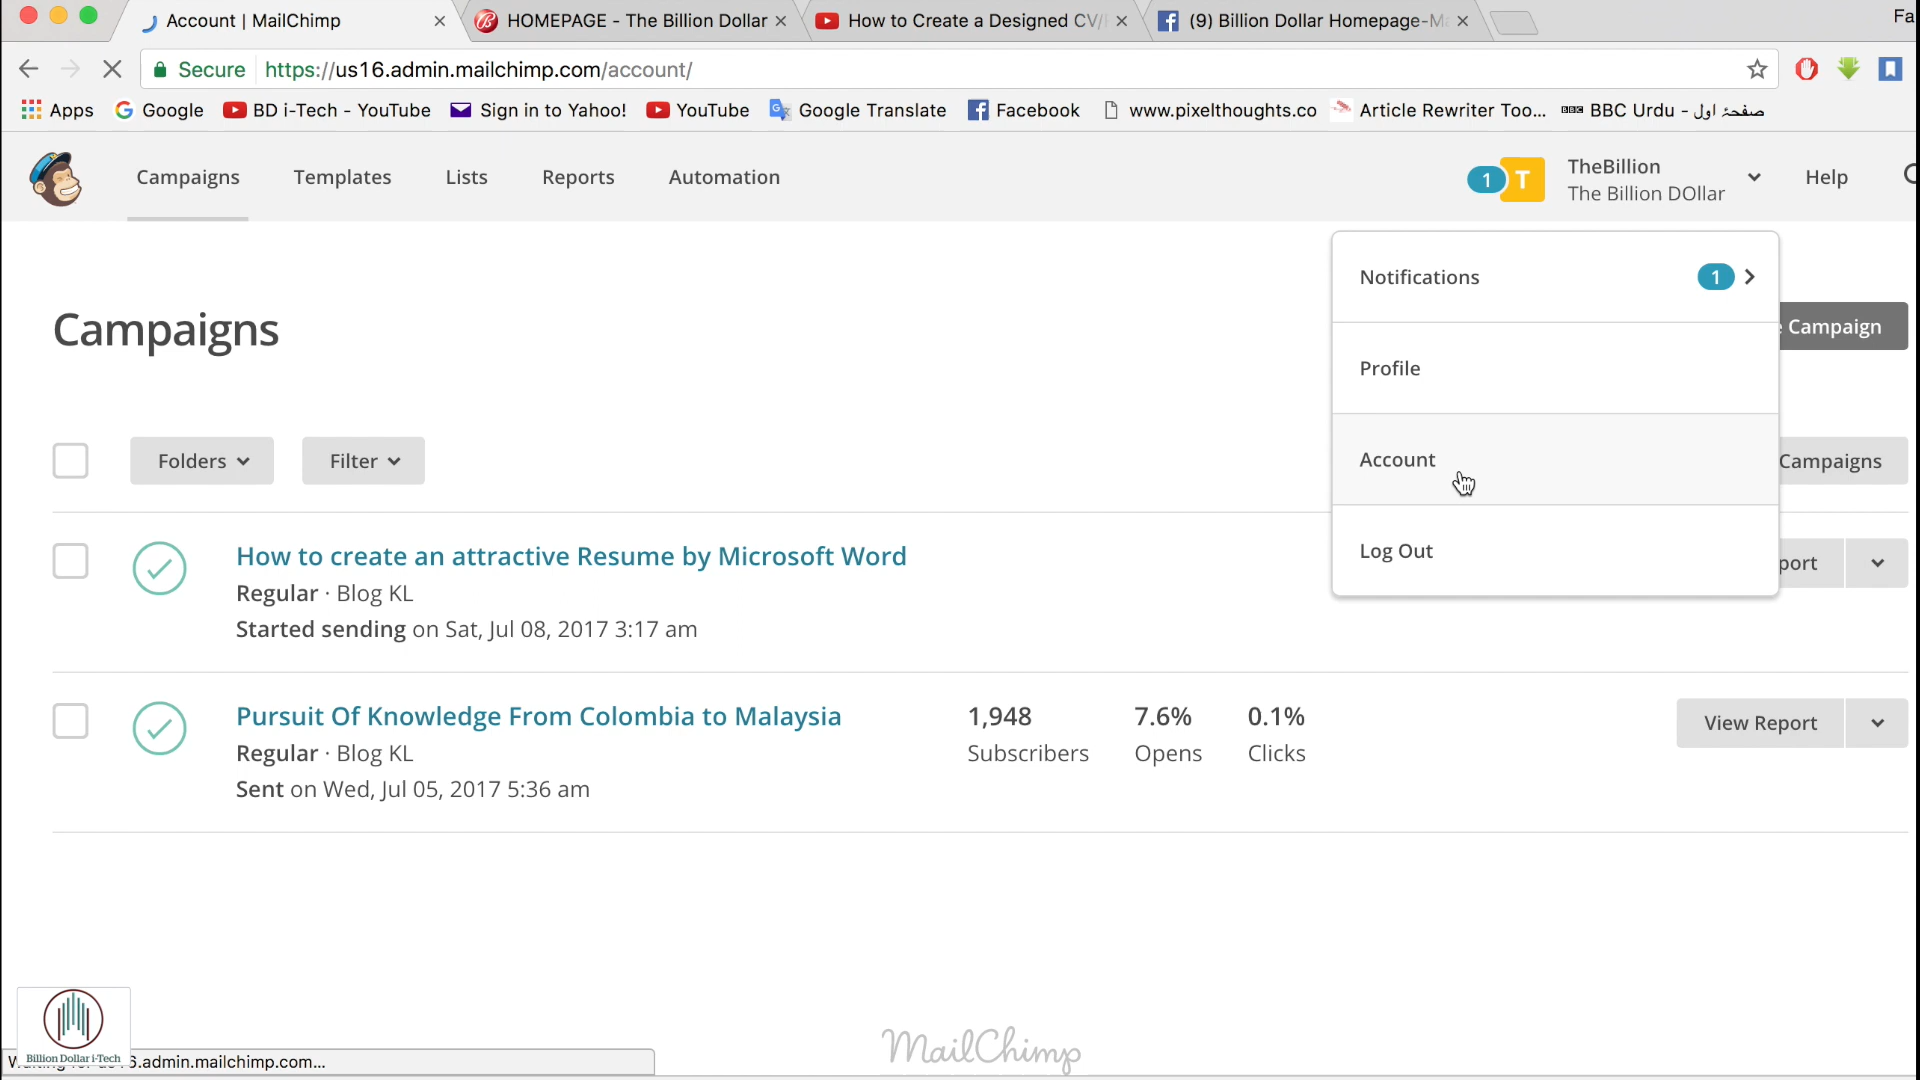 Account | MailChimp
HOMEPAGE - The Billion Dollar
How to Create a Designed CV/
(9) Billion Dollar Homepage-Ma
Fa
Secure
https://us16.admin.mailchimp.com/account/
Apps
Google
BD i-Tech - YouTube
Sign in to Yahoo!
YouTube
Google Translate
Facebook
www.pixelthoughts.co
Article Rewriter Too...
BBC BBC Urdu - صفحۂ اول
Campaigns
Templates
Lists
Reports
Automation
1
T
TheBillion
The Billion DOllar
Help
Notifications
1
Profile
Account
Log Out
Campaigns
Campaign
Folders
Filter
Campaigns
How to create an attractive Resume by Microsoft Word
Regular · Blog KL
Started sending on Sat, Jul 08, 2017 3:17 am
port
Pursuit Of Knowledge From Colombia to Malaysia
Regular · Blog KL
Sent on Wed, Jul 05, 2017 5:36 am
1,948
Subscribers
7.6%
Opens
0.1%
Clicks
View Report
Billion Dollar i-Tech
6.admin.mailchimp.com...
MailChimp